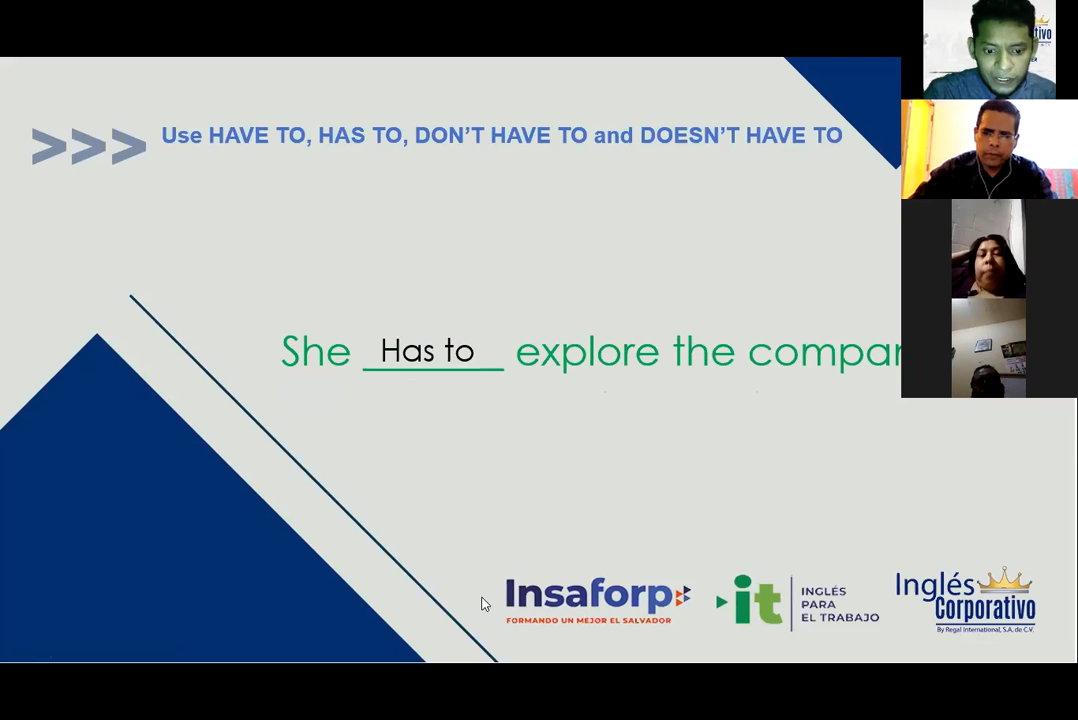 Use HAVE TO, HAS TO, DON'T HAVE TO and DOESN'T HAVE TO
>>>
She Has to explore the
Insaforp
FORMANDO UN MEJOR EL SALVADOR
it
INGLÉS
PARA
EL TRABAJO
Inglés
Corporativo
By Regal International, S.A. de C.V.